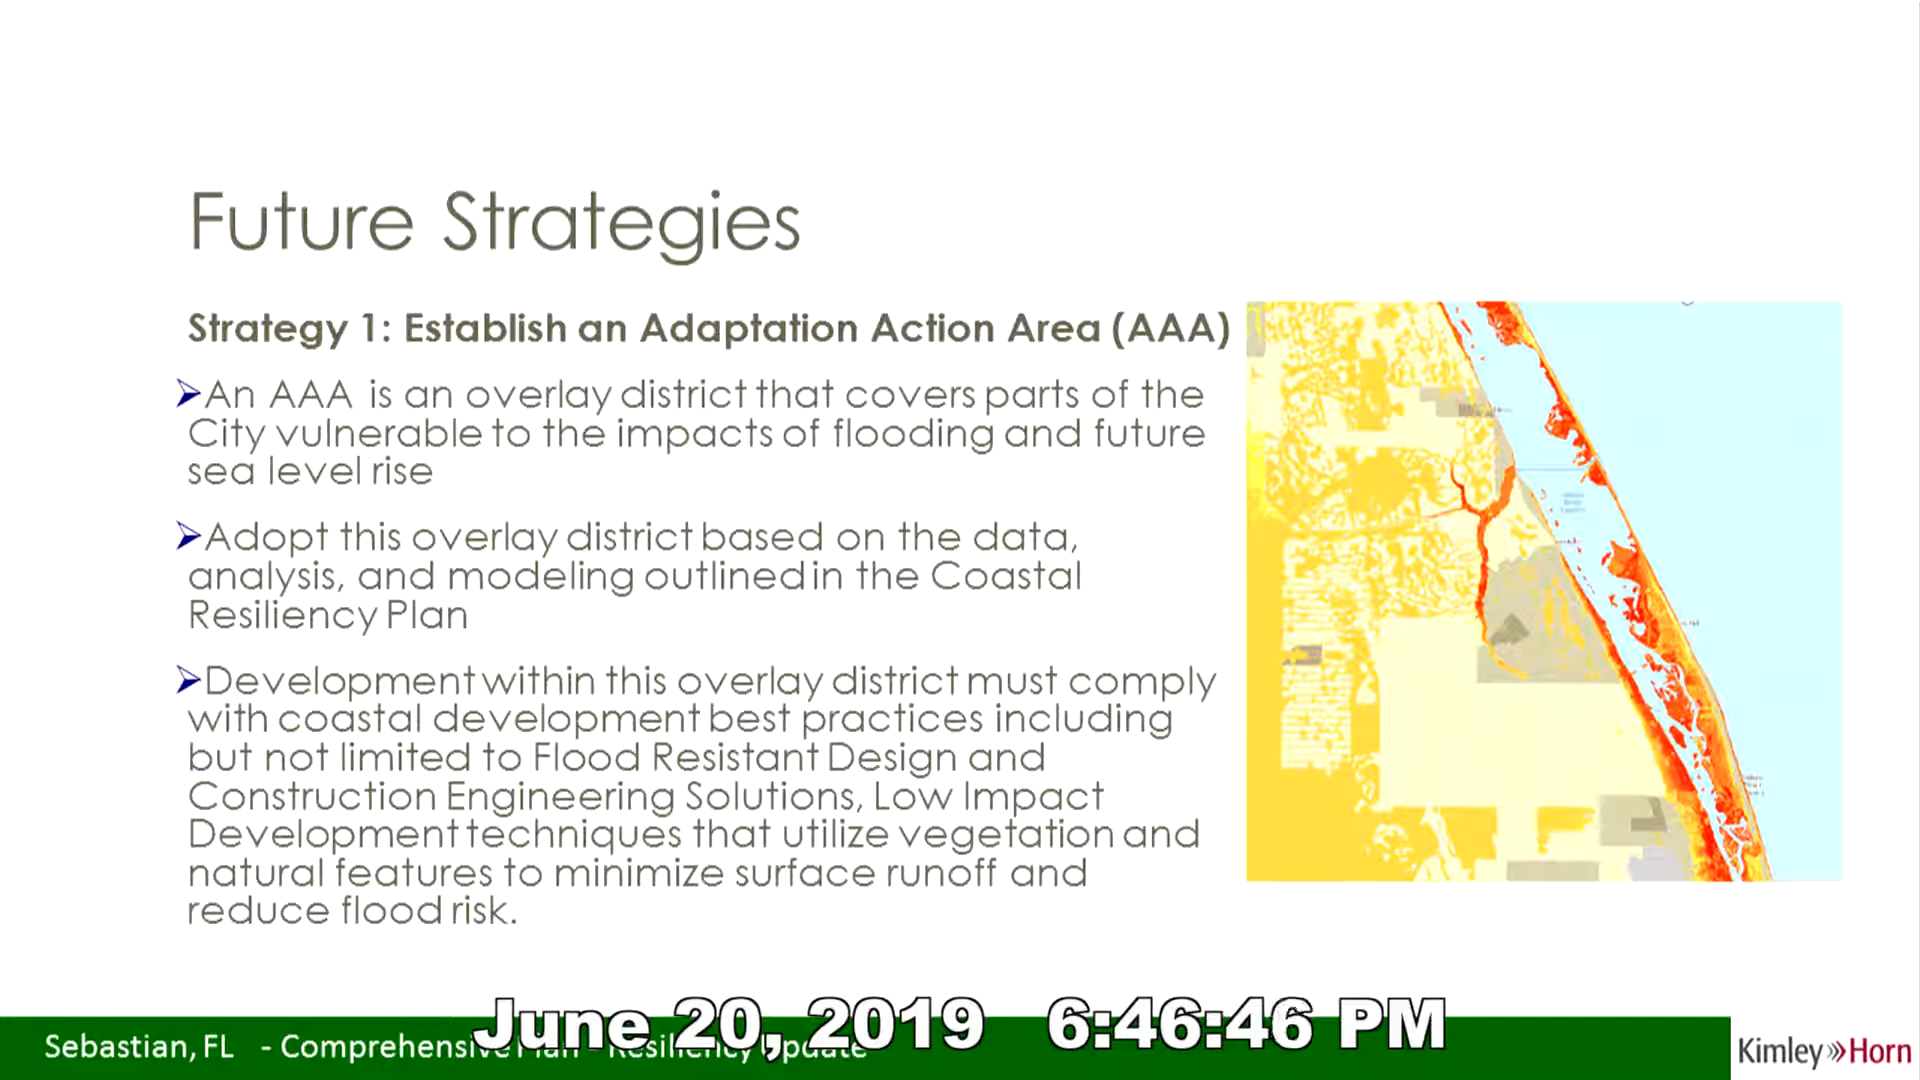 Future Strategies
Strategy 1: Establish an Adaptation Action Area (AAA)
➢An AAA is an overlay district that covers parts of the
City vulnerable to the impacts of flooding and future
sea level rise
➢Adopt this overlay district based on the data,
analysis, and modeling outlined in the Coastal
Resiliency Plan
➢Development within this overlay district must comply
with coastal development best practices including
but not limited to Flood Resistant Design and
Construction Engineering Solutions, Low Impact
Development techniques that utilize vegetation and
natural features to minimize surface runoff and
reduce flood risk.
June 20, 2019 6:46:46 PM
Sebastian, FL - Comprehensive Plan - Resiliency Update
Kimley»Horn